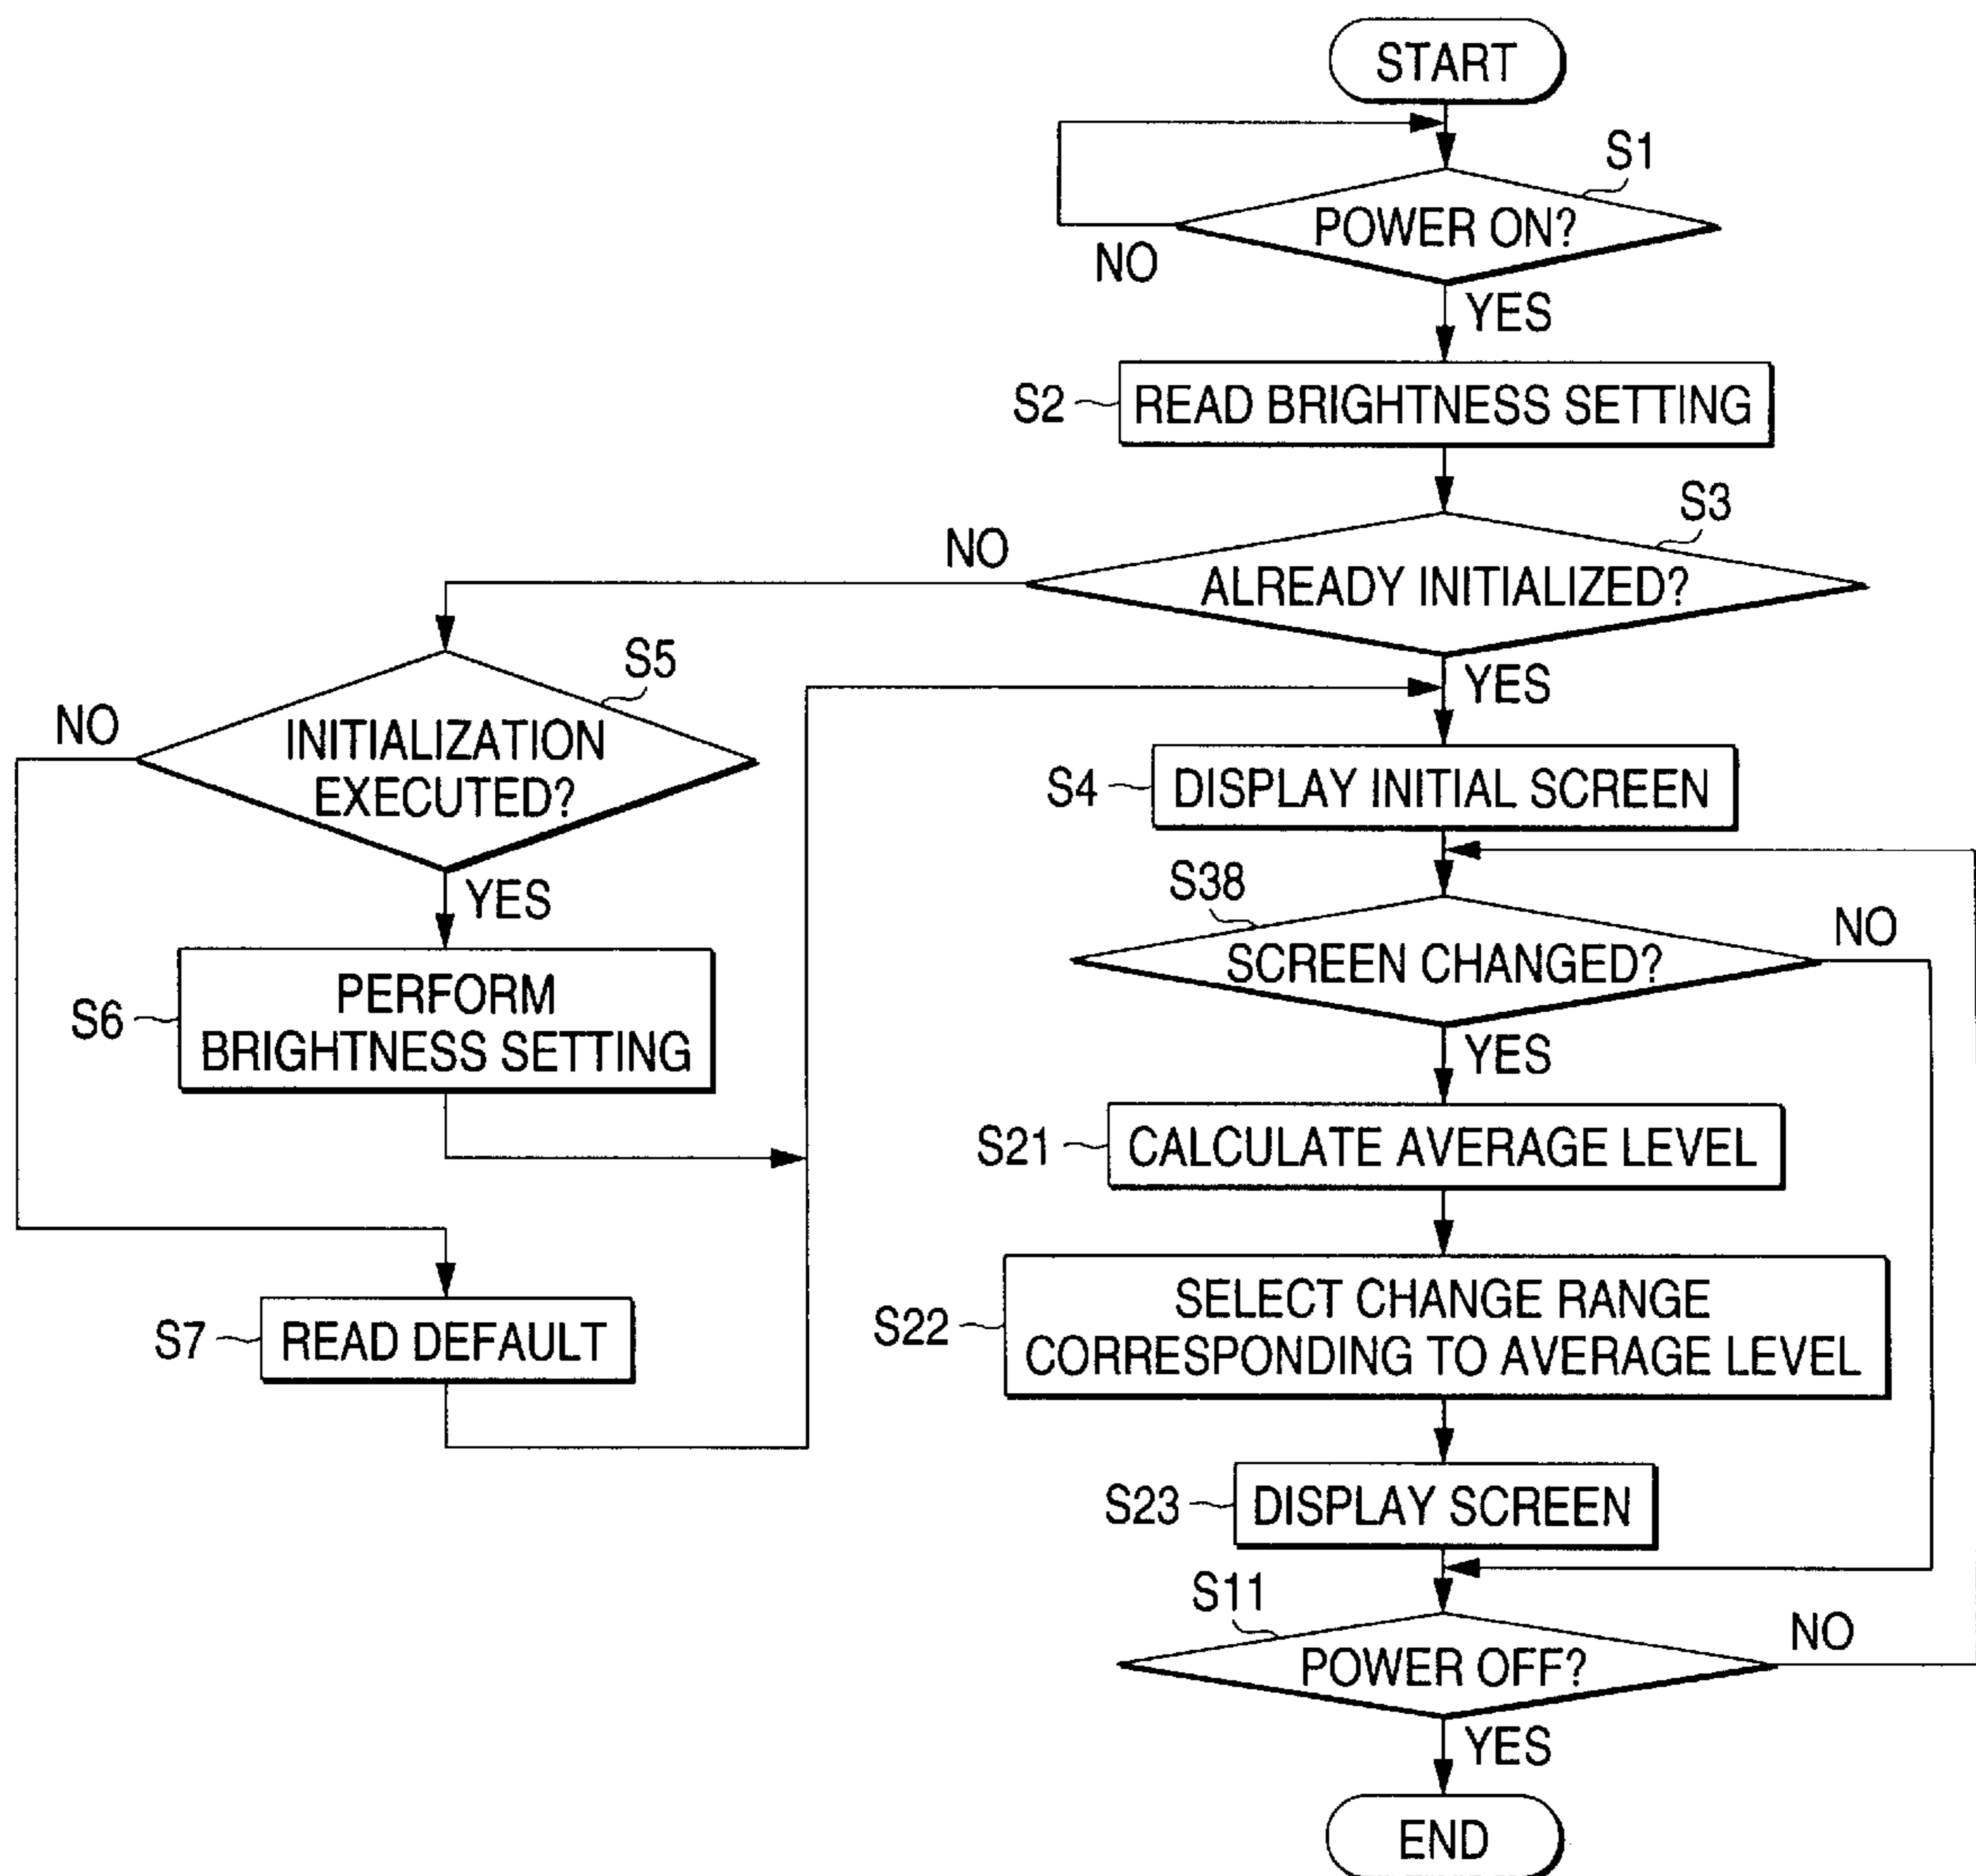 START
S1
POWER ON?
NO
YES
S2
READ BRIGHTNESS SETTING
S3
NO
ALREADY INITIALIZED?
YES
S5
NO
INITIALIZATION
EXECUTED?
YES
S4
DISPLAY INITIAL SCREEN
S38
NO
SCREEN CHANGED?
YES
S6
PERFORM
BRIGHTNESS SETTING
S21
CALCULATE AVERAGE LEVEL
S7
READ DEFAULT
S22
SELECT CHANGE RANGE
CORRESPONDING TO AVERAGE LEVEL
S23
DISPLAY SCREEN
S11
NO
POWER OFF?
YES
END